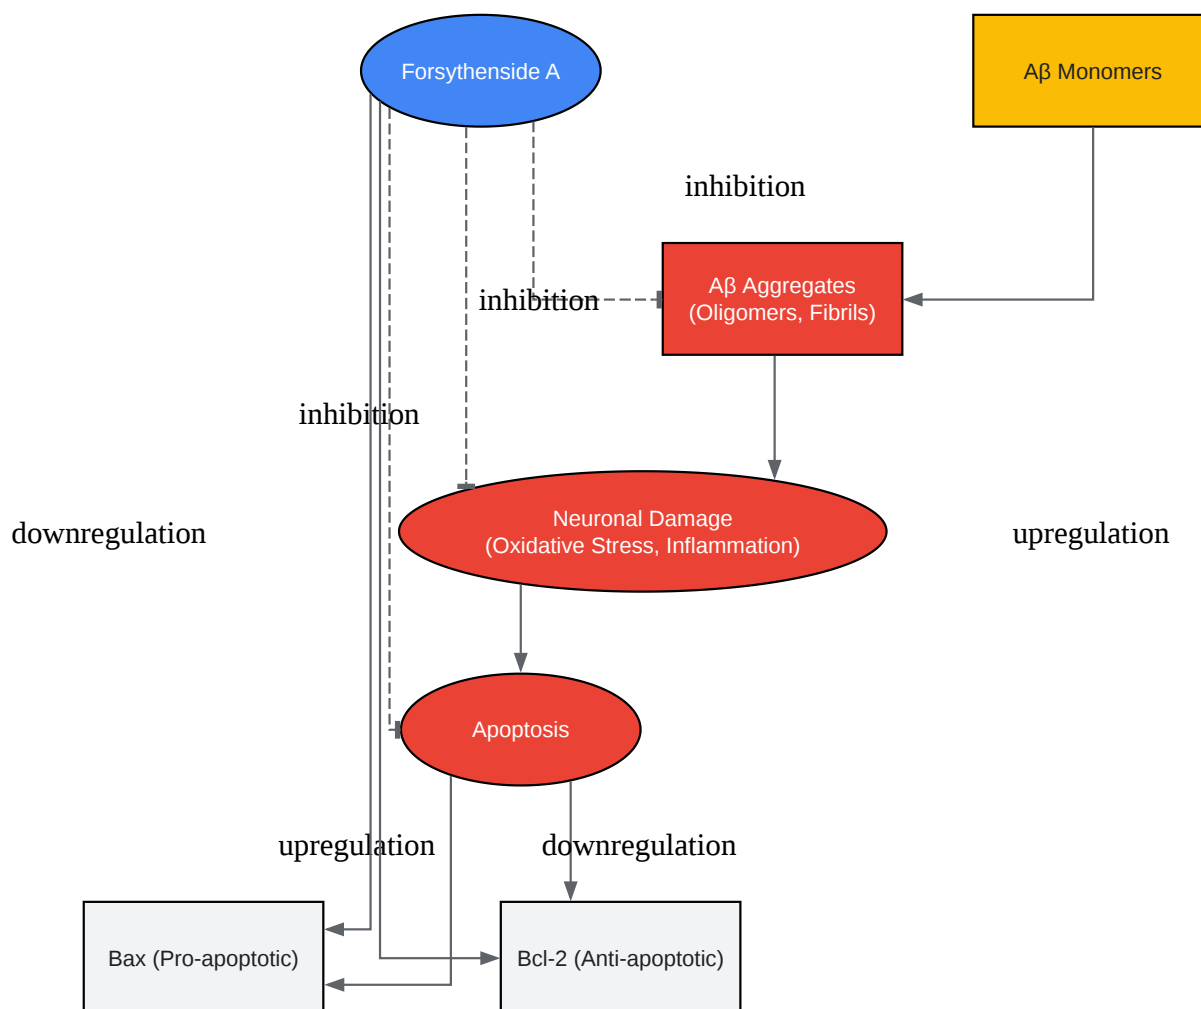 Forsythenside A
Aβ Monomers
inhibition
Aβ Aggregates
(Oligomers, Fibrils)
inhibition
inhibition
Neuronal Damage
(Oxidative Stress, Inflammation)
downregulation
upregulation
Apoptosis
upregulation
downregulation
Bax (Pro-apoptotic)
Bcl-2 (Anti-apoptotic)